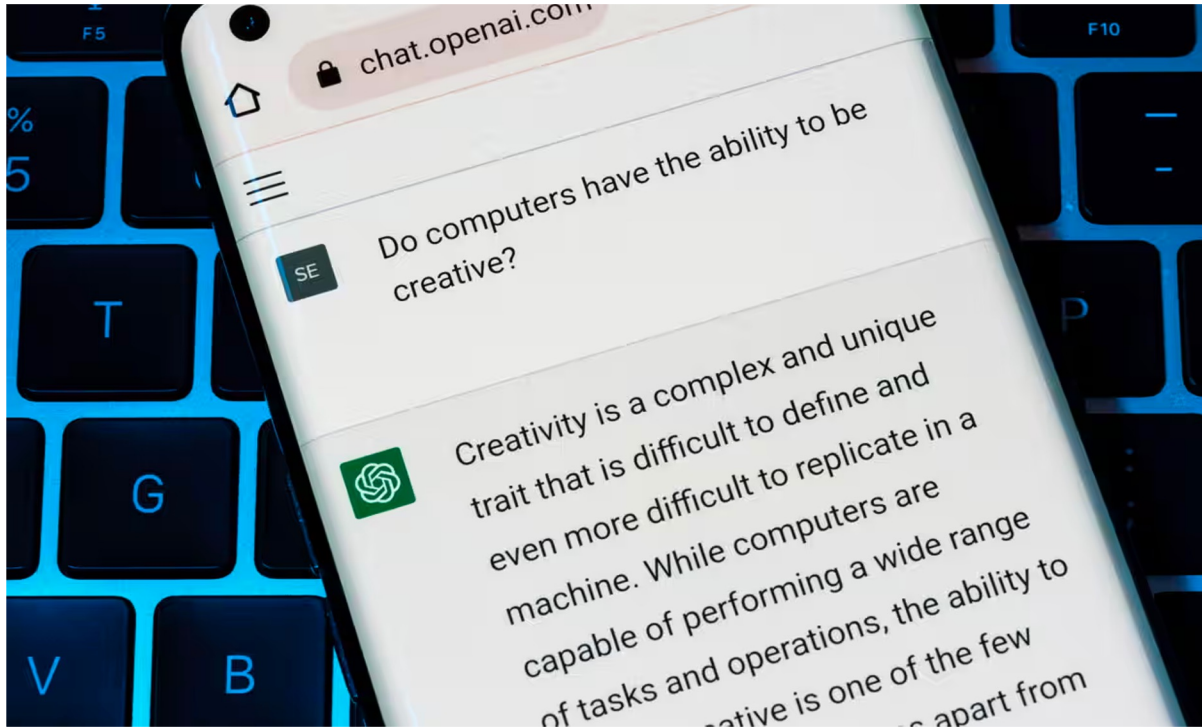 F5
F10
%
5
T
G
V
B
P
chat.openai.com
SE
Do computers have the ability to be
creative?
Creativity is a complex and unique
trait that is difficult to define and
even more difficult to replicate in a
machine. While computers are
capable of performing a wide range
of tasks and operations, the ability to
is one of the few
apart from